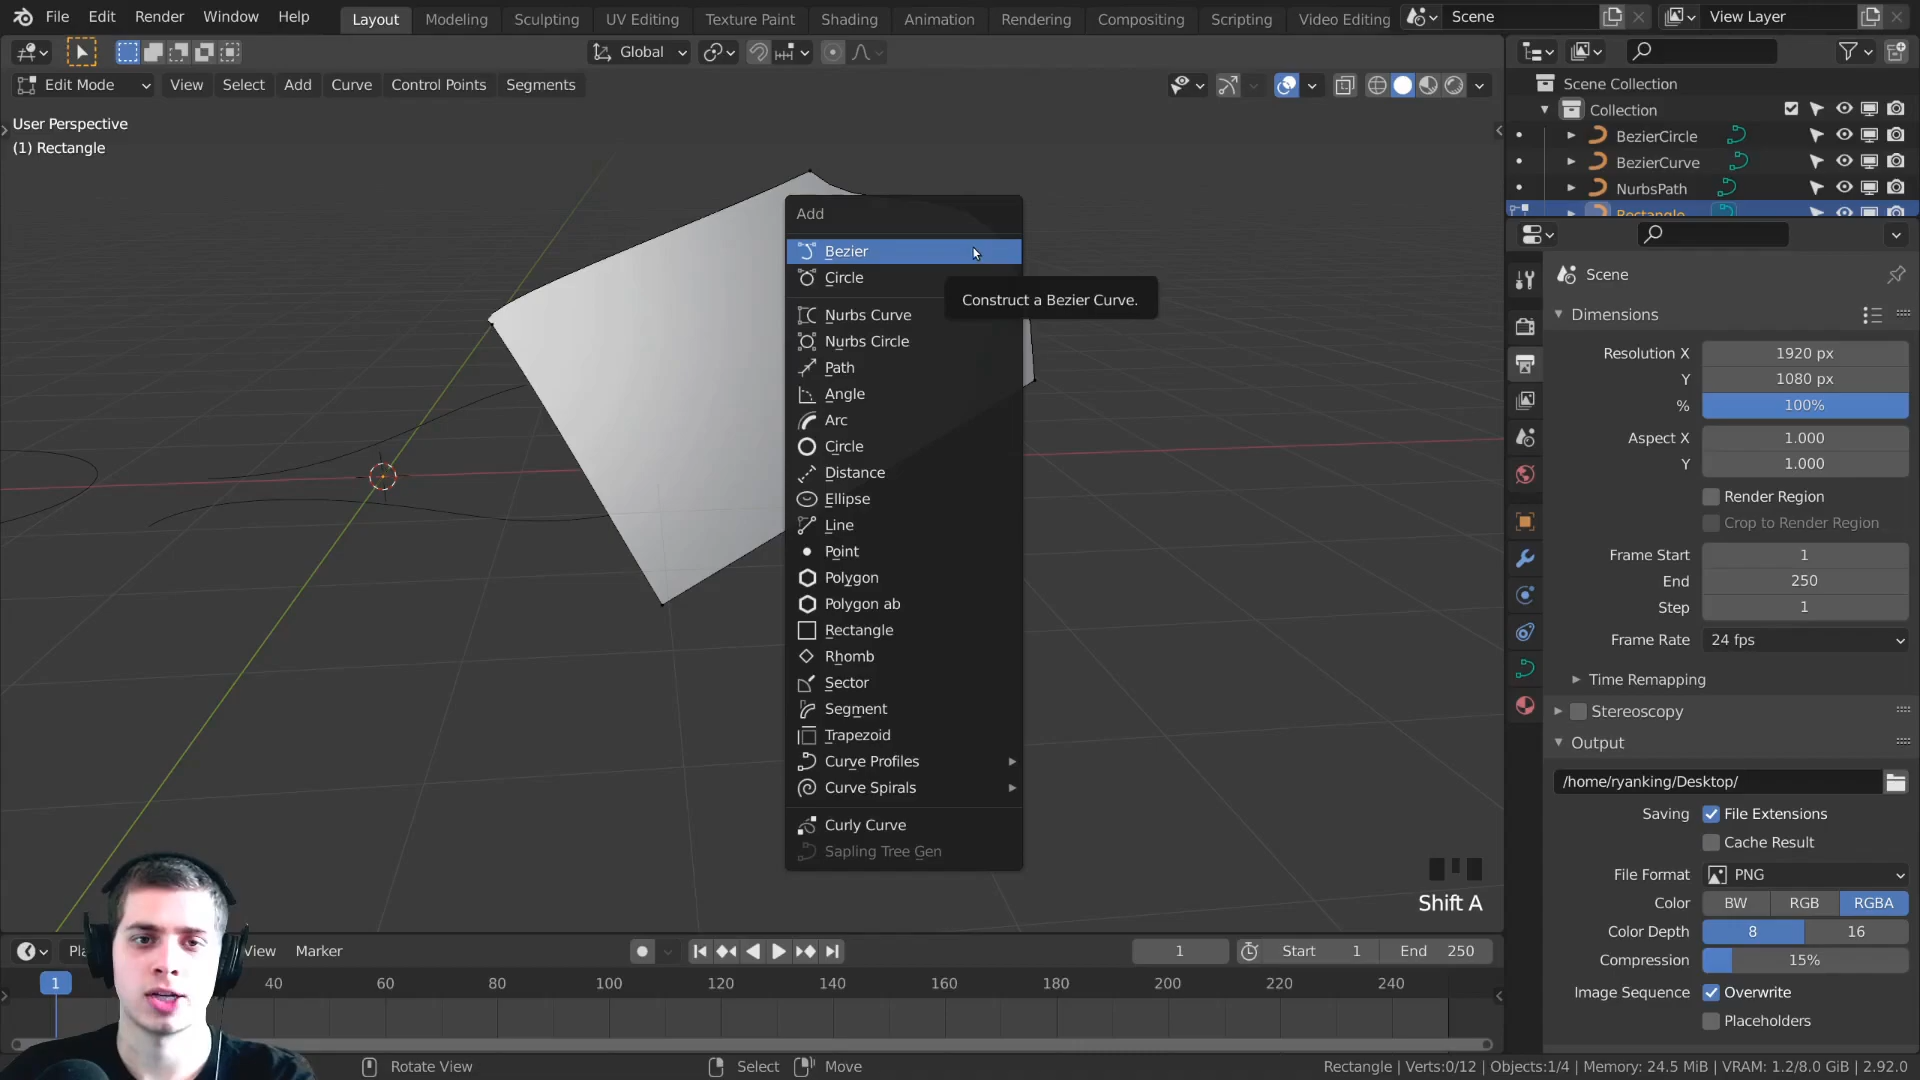 File Edit Render Window Help Layout Modeling Sculpting UV Editing Texture Paint Shading Animation Rendering Compositing Scripting Video Editing Scene View Layer
Global
Edit Mode View Select Add Curve Control Points Segments
User Perspective
(1) Rectangle
Add
Bezier
Circle
Construct a Bezier Curve.
Nurbs Curve
Nurbs Circle
Path
Angle
Arc
Circle
Distance
Ellipse
Line
Point
Polygon
Polygon ab
Rectangle
Rhomb
Sector
Segment
Trapezoid
Curve Profiles
Curve Spirals
Curly Curve
Sapling Tree Gen
Shift A
Scene Collection
Collection
BezierCircle
BezierCurve
NurbsPath
Rectangle
Scene
Dimensions
Resolution X 1920 px
Y 1080 px
% 100%
Aspect X 1.000
Y 1.000
Render Region
Crop to Render Region
Frame Start 1
End 250
Step 1
Frame Rate 24 fps
Time Remapping
Stereoscopy
Output
/home/ryanking/Desktop/
Saving File Extensions
Cache Result
File Format PNG
Color BW RGB RGBA
Color Depth 8 16
Compression 15%
Image Sequence Overwrite
Placeholders
View Marker 1 Start 1 End 250
1 40 60 80 100 120 140 160 180 200 220 240
Rotate View Select Move Rectangle | Verts:0/12 | Objects:1/4 | Memory: 24.5 MiB | VRAM: 1.2/8.0 GiB | 2.92.0